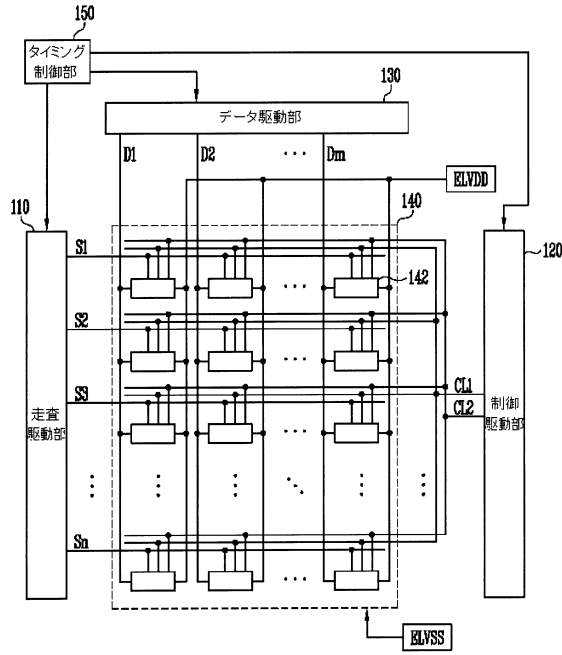 150
タイミング
制御部
130
データ駆動部
D1 D2 ... Dm
ELVDD
110
140
S1
120
142
S2
S3
CL1
CL2
走査
駆動部
制御
駆動部
Sn
ELVSS